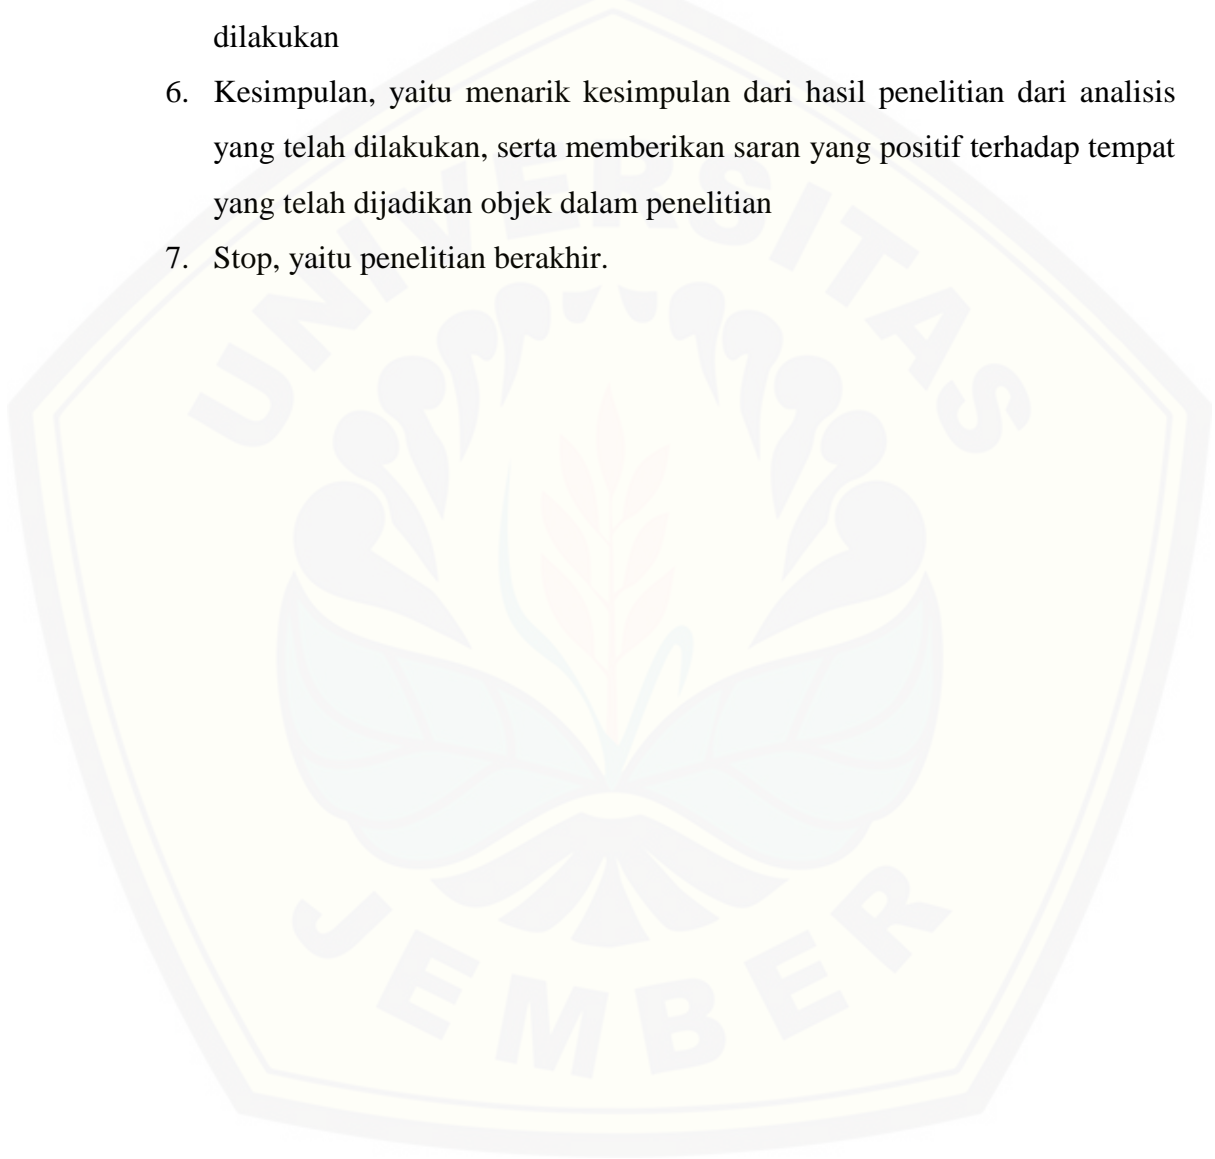 dilakukan
6. Kesimpulan, yaitu menarik kesimpulan dari hasil penelitian dari analisis
yang telah dilakukan, serta memberikan saran yang positif terhadap tempat
yang telah dijadikan objek dalam penelitian
7. Stop, yaitu penelitian berakhir.
UNIVERSITAS
JEMBER